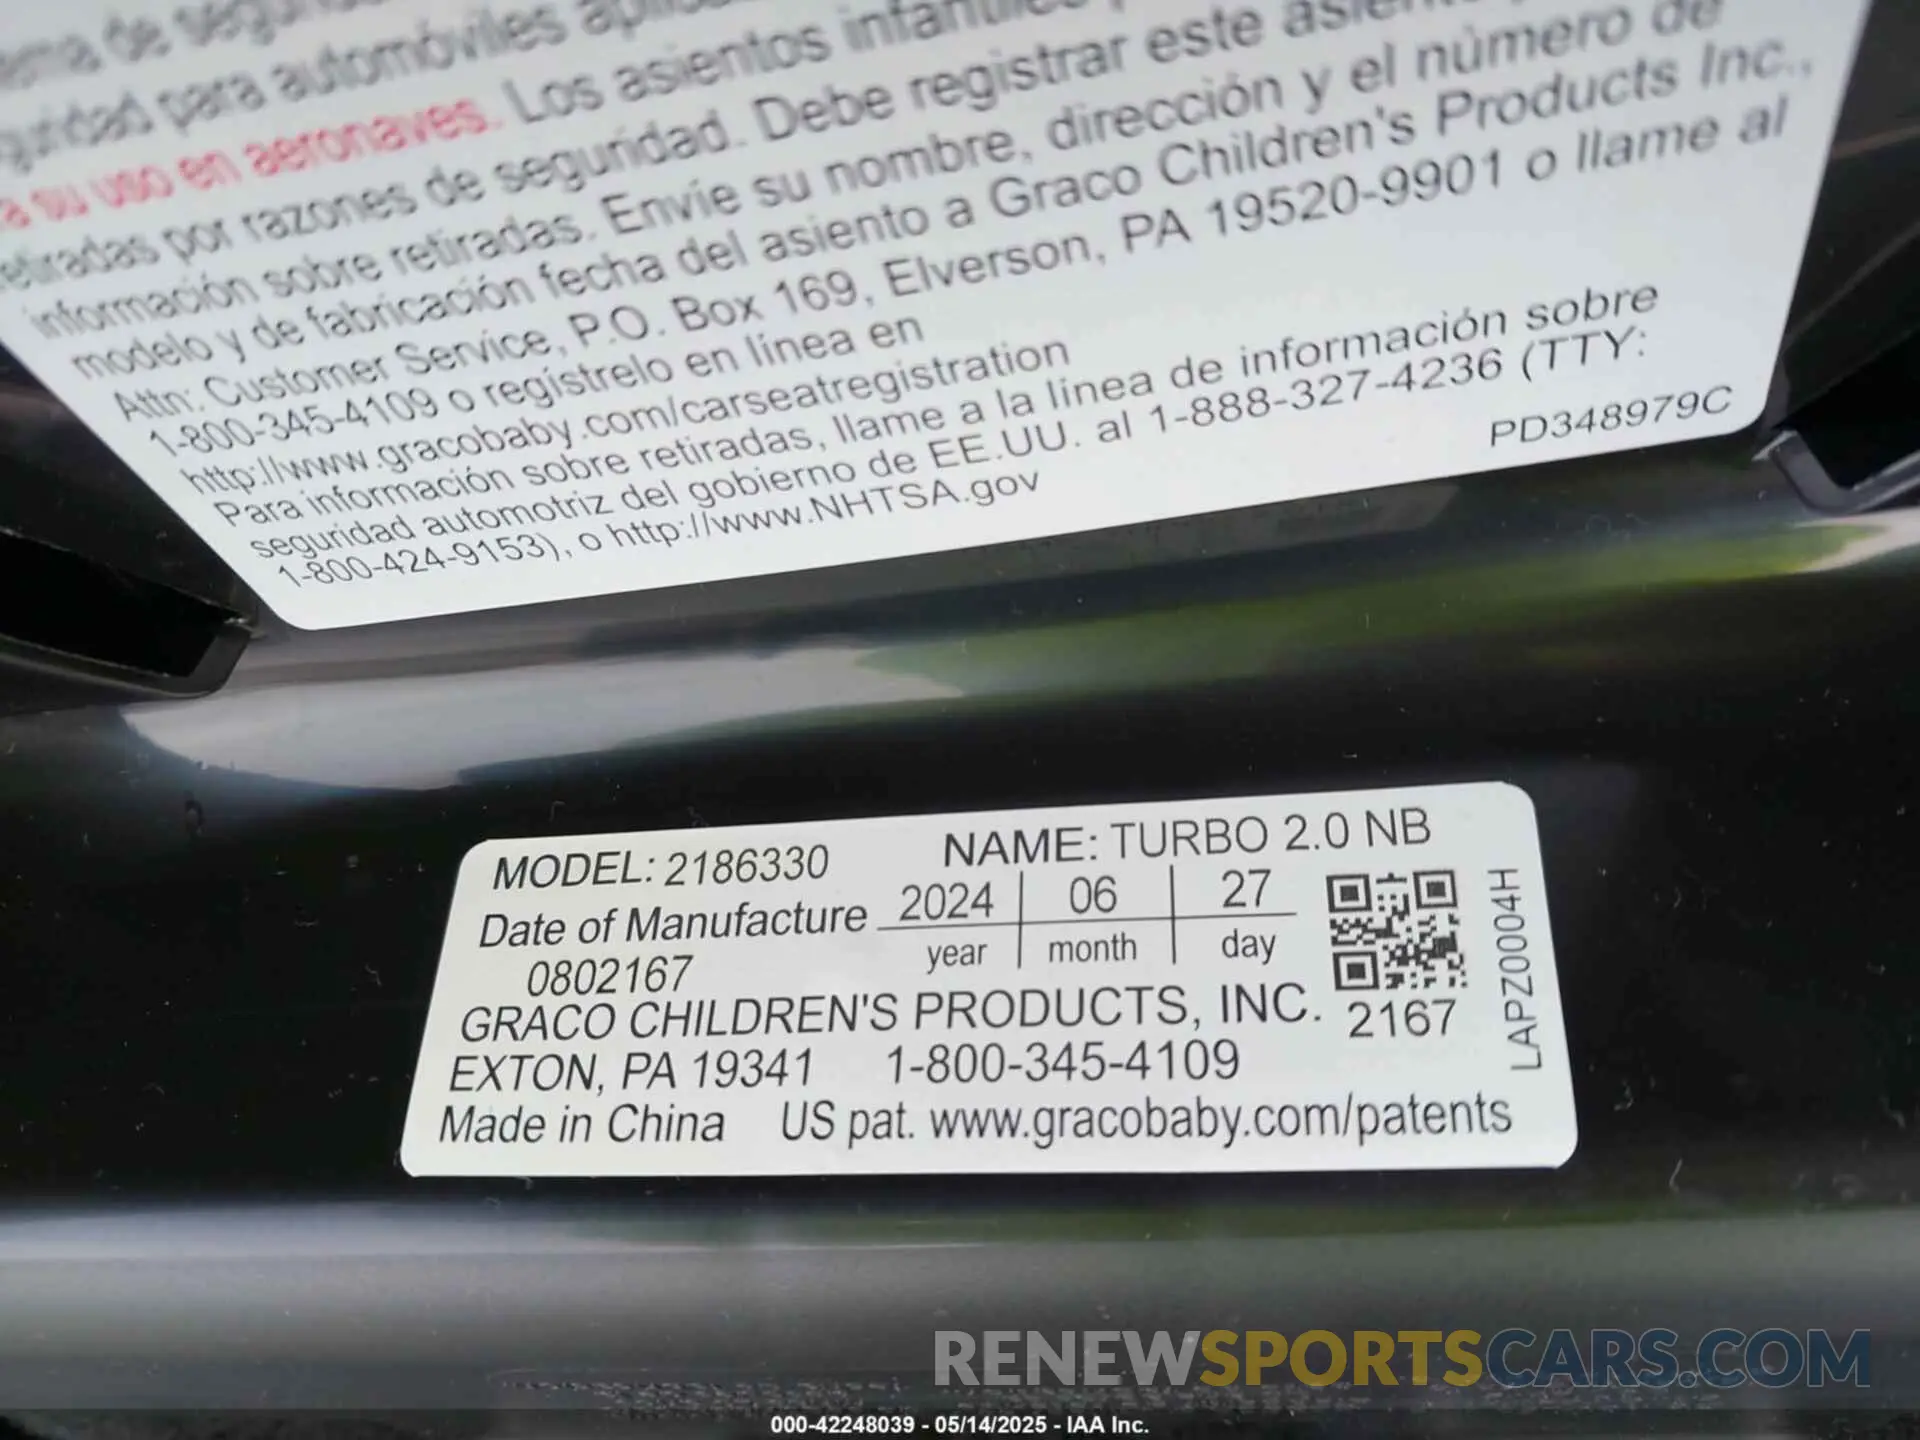 ema de seguri
guridad para automóviles aplica
a su uso en aeronaves. Los asientos infantiles
retiradas por razones de seguridad. Debe registrar este asiento
información sobre retiradas. Envíe su nombre, dirección y el número de
modelo y de fabricación fecha del asiento a Graco Children's Products Inc.,
Attn: Customer Service, P.O. Box 169, Elverson, PA 19520-9901 o llame al
1-800-345-4109 o regístrelo en línea en
http://www.gracobaby.com/carseatregistration
Para información sobre retiradas, llame a la línea de información sobre
seguridad automotriz del gobierno de EE.UU. al 1-888-327-4236 (TTY:
1-800-424-9153), o http://www.NHTSA.gov
PD348979C
MODEL: 2186330 NAME: TURBO 2.0 NB
Date of Manufacture 2024 06 27
year month day
0802167
GRACO CHILDREN'S PRODUCTS, INC. 2167
EXTON, PA 19341 1-800-345-4109
Made in China US pat. www.gracobaby.com/patents
LAPZ0004H
RENEWSPORTSCARS.COM
000-42248039 - 05/14/2025 - IAA Inc.